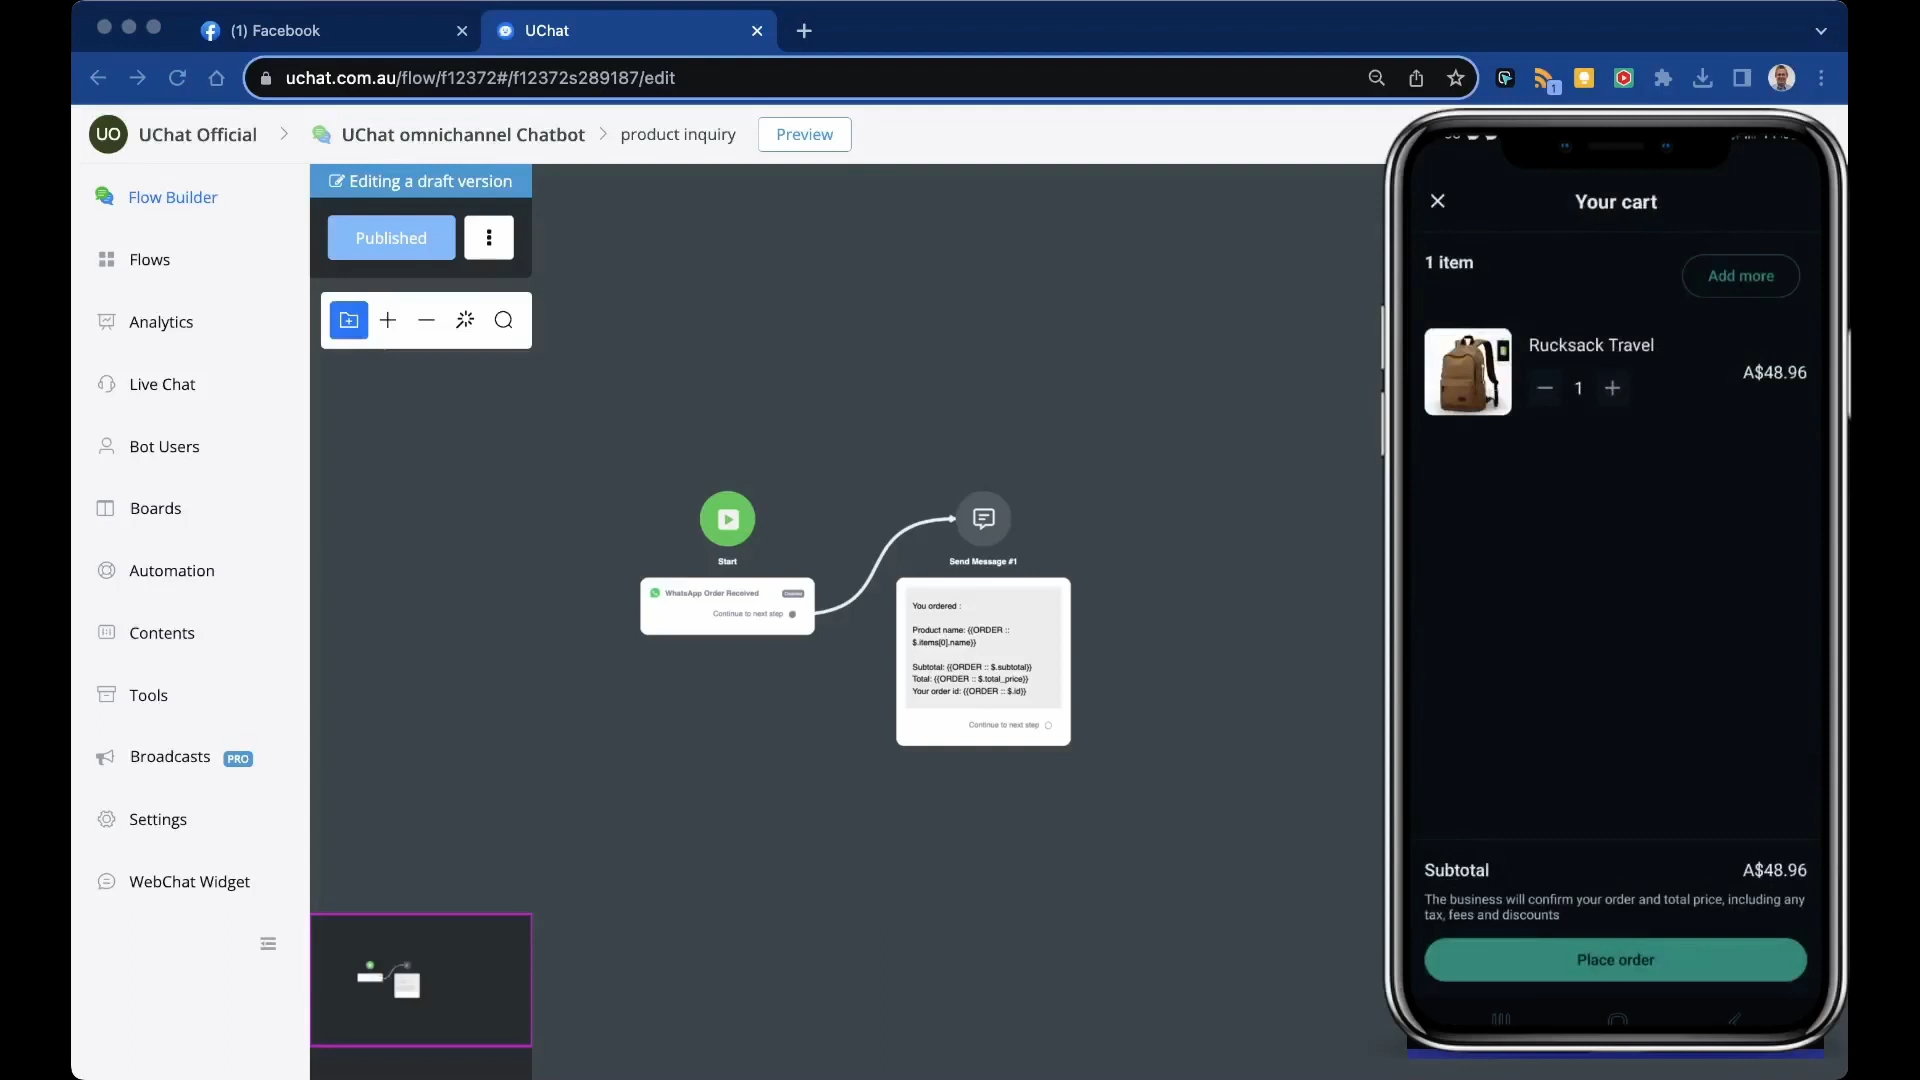 (1) Facebook
UChat
uchat.com.au/flow/f12372#/f12372s289187/edit
1
UO
UChat Official
UChat omnichannel Chatbot
product inquiry
Preview
Flow Builder
Flows
Analytics
Live Chat
Bot Users
Boards
Automation
Contents
Tools
Broadcasts PRO
Settings
WebChat Widget
Editing a draft version
Published
Start
WhatsApp Order Received
Continue to next step
Send Message #1
You ordered :
Product name: {{ORDER ::
$.items[0].name}}
Subtotal: {{ORDER :: $.subtotal}}
Total: {{ORDER :: $.total_price}}
Your order id: {{ORDER :: $.id}}
Continue to next step
Your cart
1 item
Add more
Rucksack Travel
A$48.96
1
Subtotal
A$48.96
The business will confirm your order and total price, including any
tax, fees and discounts
Place order